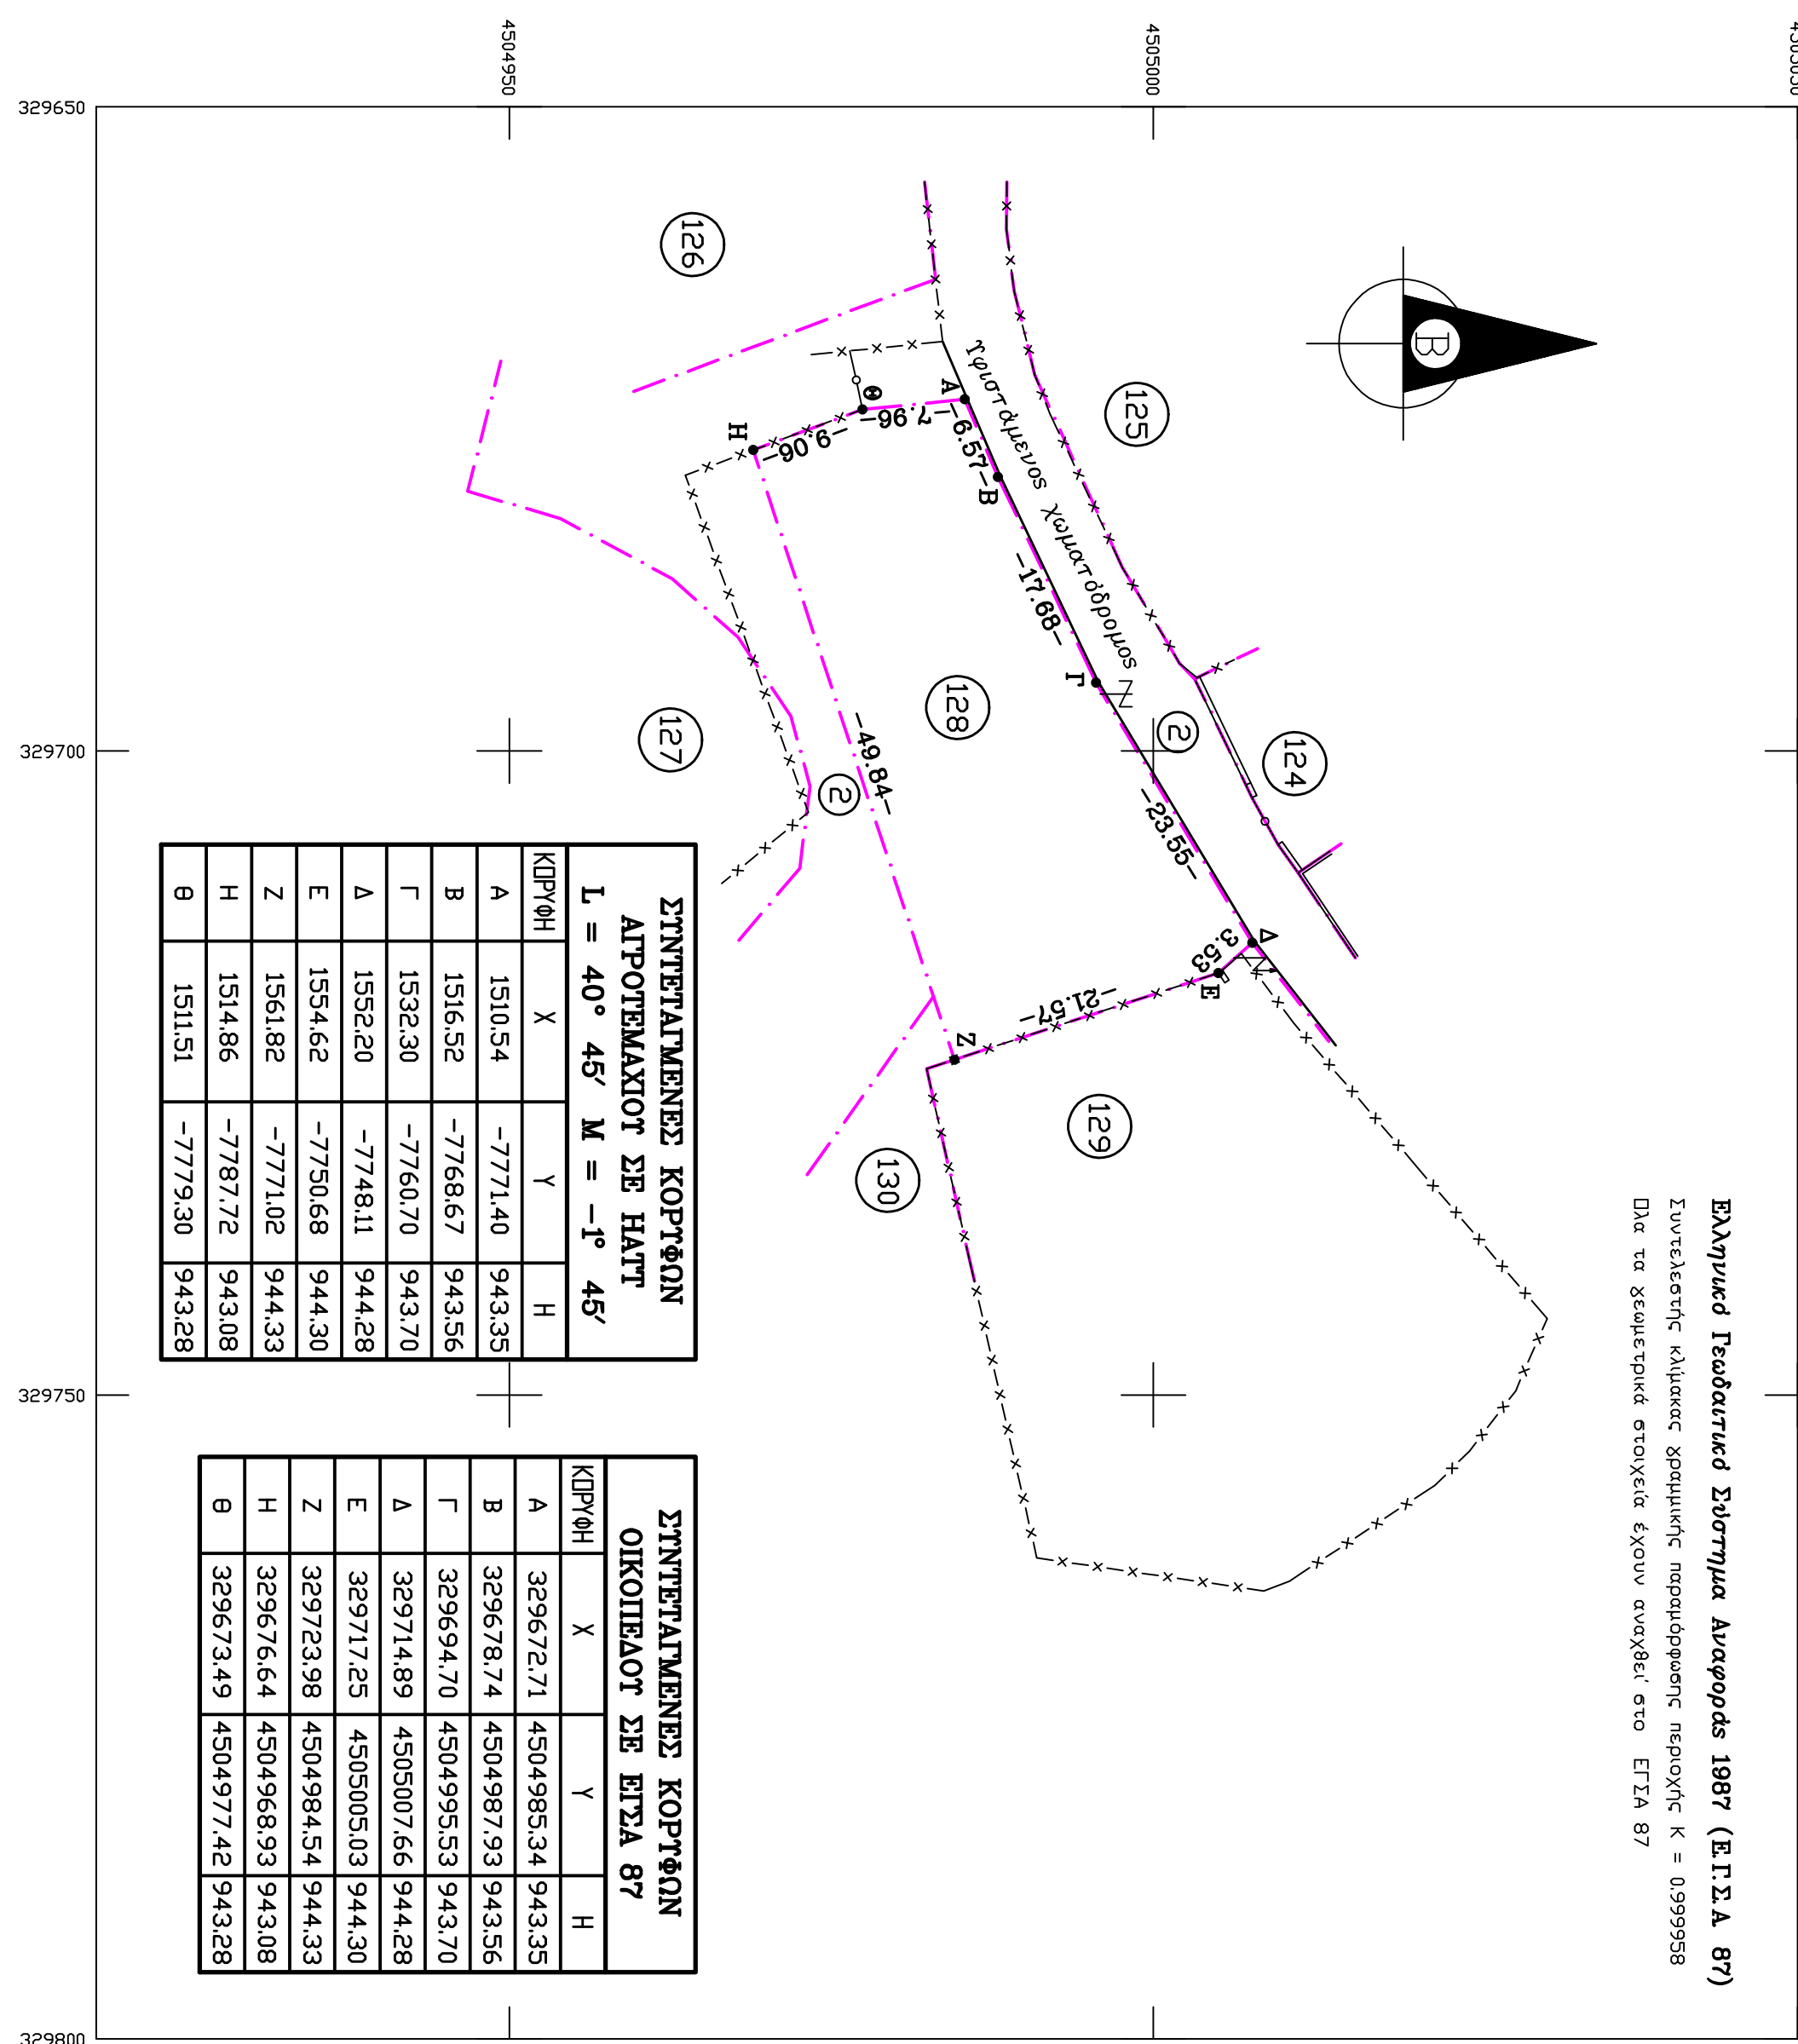 4504950
4505000
329650
329700
329750
329800
Ελληνικό Γεωδαιτικό Σύστημα Αναφοράς 1987 (Ε.Γ.Σ.Α. 87)
Συντελεστής κλίμακας γραμμικής παραμόρφωσης περιοχής Κ = 0.999958
Ολα τα γεωμετρικά στοιχεία έχουν αναχθεί στο ΕΓΣΑ 87
Β
Υφιστάμενος χωματόδρομος
126
125
124
128
127
129
130
2
2
Α
-6.57-
Β
-17.68-
Γ
-23.55-
Δ
3.53
Ε
-21.57-
Ζ
-49.84-
Η
-9.06-
Θ
-7.96-
ΣΥΝΤΕΤΑΓΜΕΝΕΣ ΚΟΡΥΦΩΝ
ΑΓΡΟΤΕΜΑΧΙΟΥ ΣΕ ΗΑΤΤ
L = 40° 45′ M = -1° 45′
ΚΟΡΥΦΗ X Y H
Α 1510.54 -7771.40 943.35
Β 1516.52 -7768.67 943.56
Γ 1532.30 -7760.70 943.70
Δ 1552.20 -7748.11 944.28
Ε 1554.62 -7750.68 944.30
Ζ 1561.82 -7771.02 944.33
Η 1514.86 -7787.72 943.08
Θ 1511.51 -7779.30 943.28
ΣΥΝΤΕΤΑΓΜΕΝΕΣ ΚΟΡΥΦΩΝ
ΟΙΚΟΠΕΔΟΥ ΣΕ ΕΓΣΑ 87
ΚΟΡΥΦΗ X Y H
Α 329672.71 4504985.34 943.35
Β 329678.74 4504987.93 943.56
Γ 329694.70 4504995.53 943.70
Δ 329714.89 4505007.66 944.28
Ε 329717.25 4505005.03 944.30
Ζ 329723.98 4504984.54 944.33
Η 329676.64 4504968.93 943.08
Θ 329673.49 4504977.42 943.28